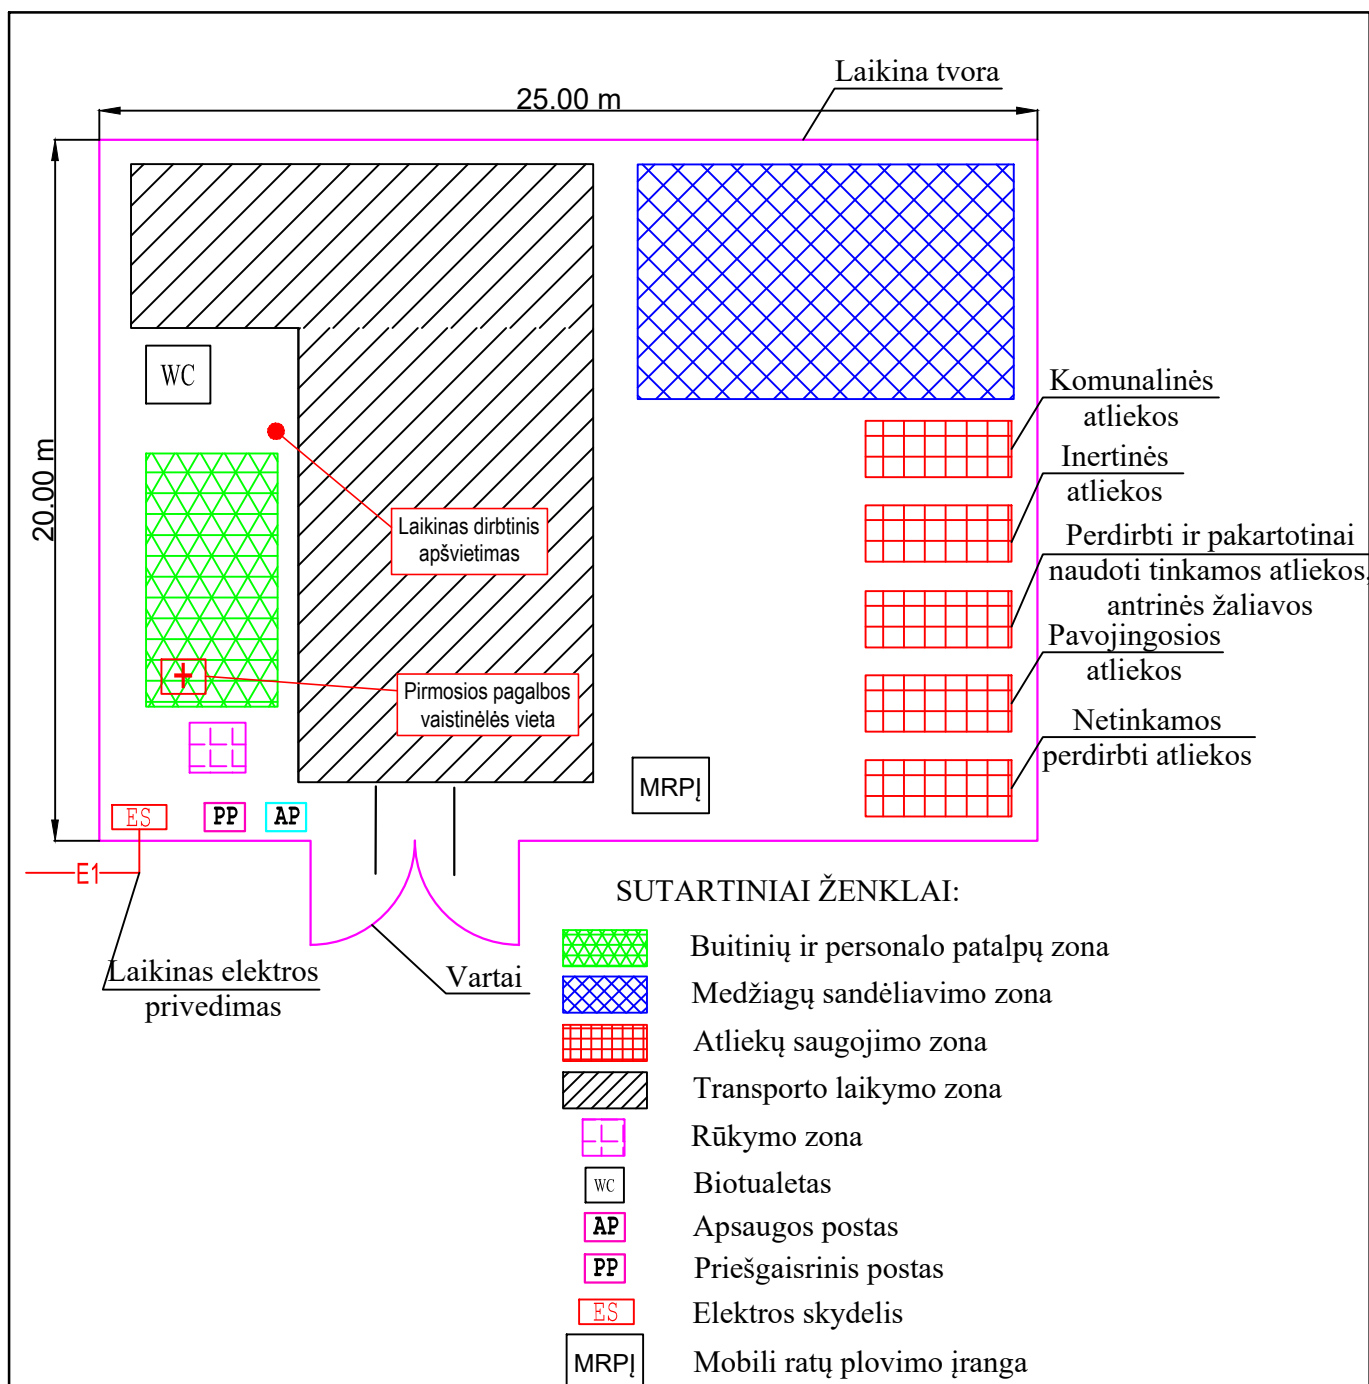 Laikina tvora
25.00 m
20.00 m
WC
Komunalinės
atliekos
Inertinės
atliekos
Laikinas dirbtinis
apšvietimas
Perdirbti ir pakartotinai
naudoti tinkamos atliekos,
antrinės žaliavos
Pavojingosios
atliekos
Pirmosios pagalbos
vaistinėlės vieta
Netinkamos
perdirbti atliekos
MRPĮ
ES
PP
AP
E1
Laikinas elektros
privedimas
Vartai
SUTARTINIAI ŽENKLAI:
Buitinių ir personalo patalpų zona
Medžiagų sandėliavimo zona
Atliekų saugojimo zona
Transporto laikymo zona
Rūkymo zona
WC Biotualetas
AP Apsaugos postas
PP Priešgaisrinis postas
ES Elektros skydelis
MRPĮ Mobili ratų plovimo įranga